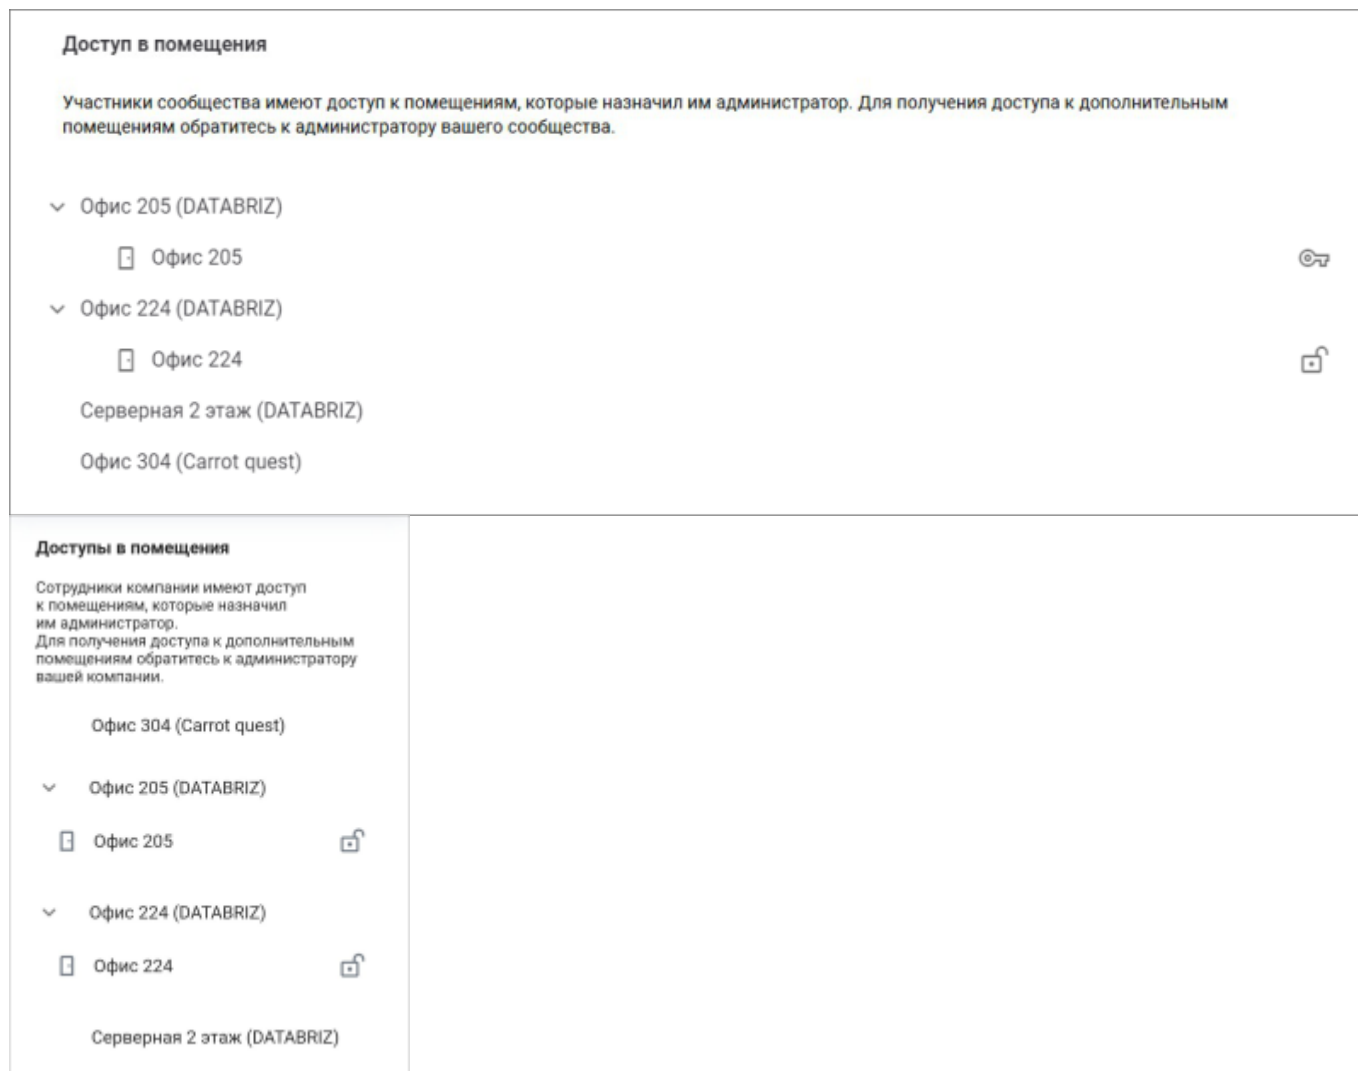 Доступ в помещения
Участники сообщества имеют доступ к помещениям, которые назначил им администратор. Для получения доступа к дополнительным
помещениям обратитесь к администратору вашего сообщества.
Офис 205 (DATABRIZ)
Офис 205
Офис 224 (DATABRIZ)
Офис 224
Серверная 2 этаж (DATABRIZ)
Офис 304 (Carrot quest)
Доступы в помещения
Сотрудники компании имеют доступ
к помещениям, которые назначил
им администратор.
Для получения доступа к дополнительным
помещениям обратитесь к администратору
вашей компании.
Офис 304 (Carrot quest)
Офис 205 (DATABRIZ)
Офис 205
Офис 224 (DATABRIZ)
Офис 224
Серверная 2 этаж (DATABRIZ)